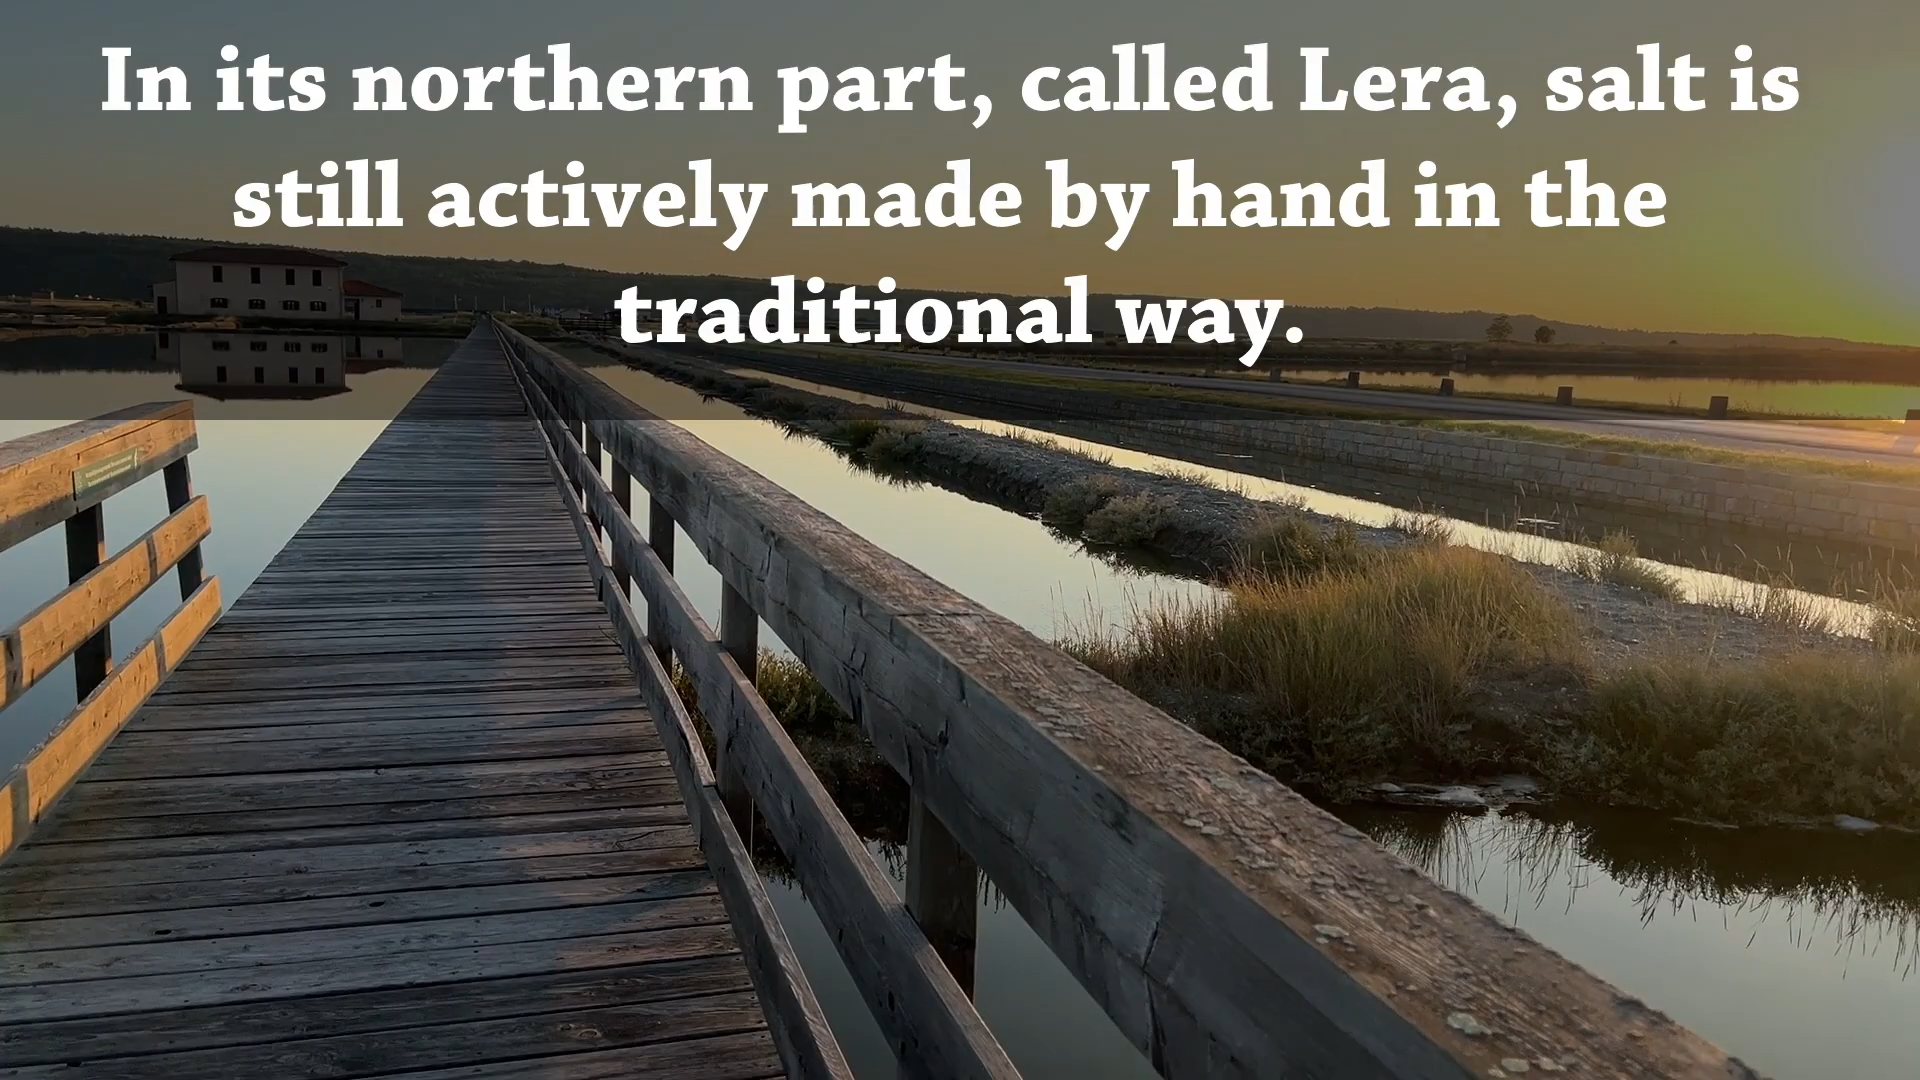 In its northern part, called Lera, salt is
still actively made by hand in the
traditional way.